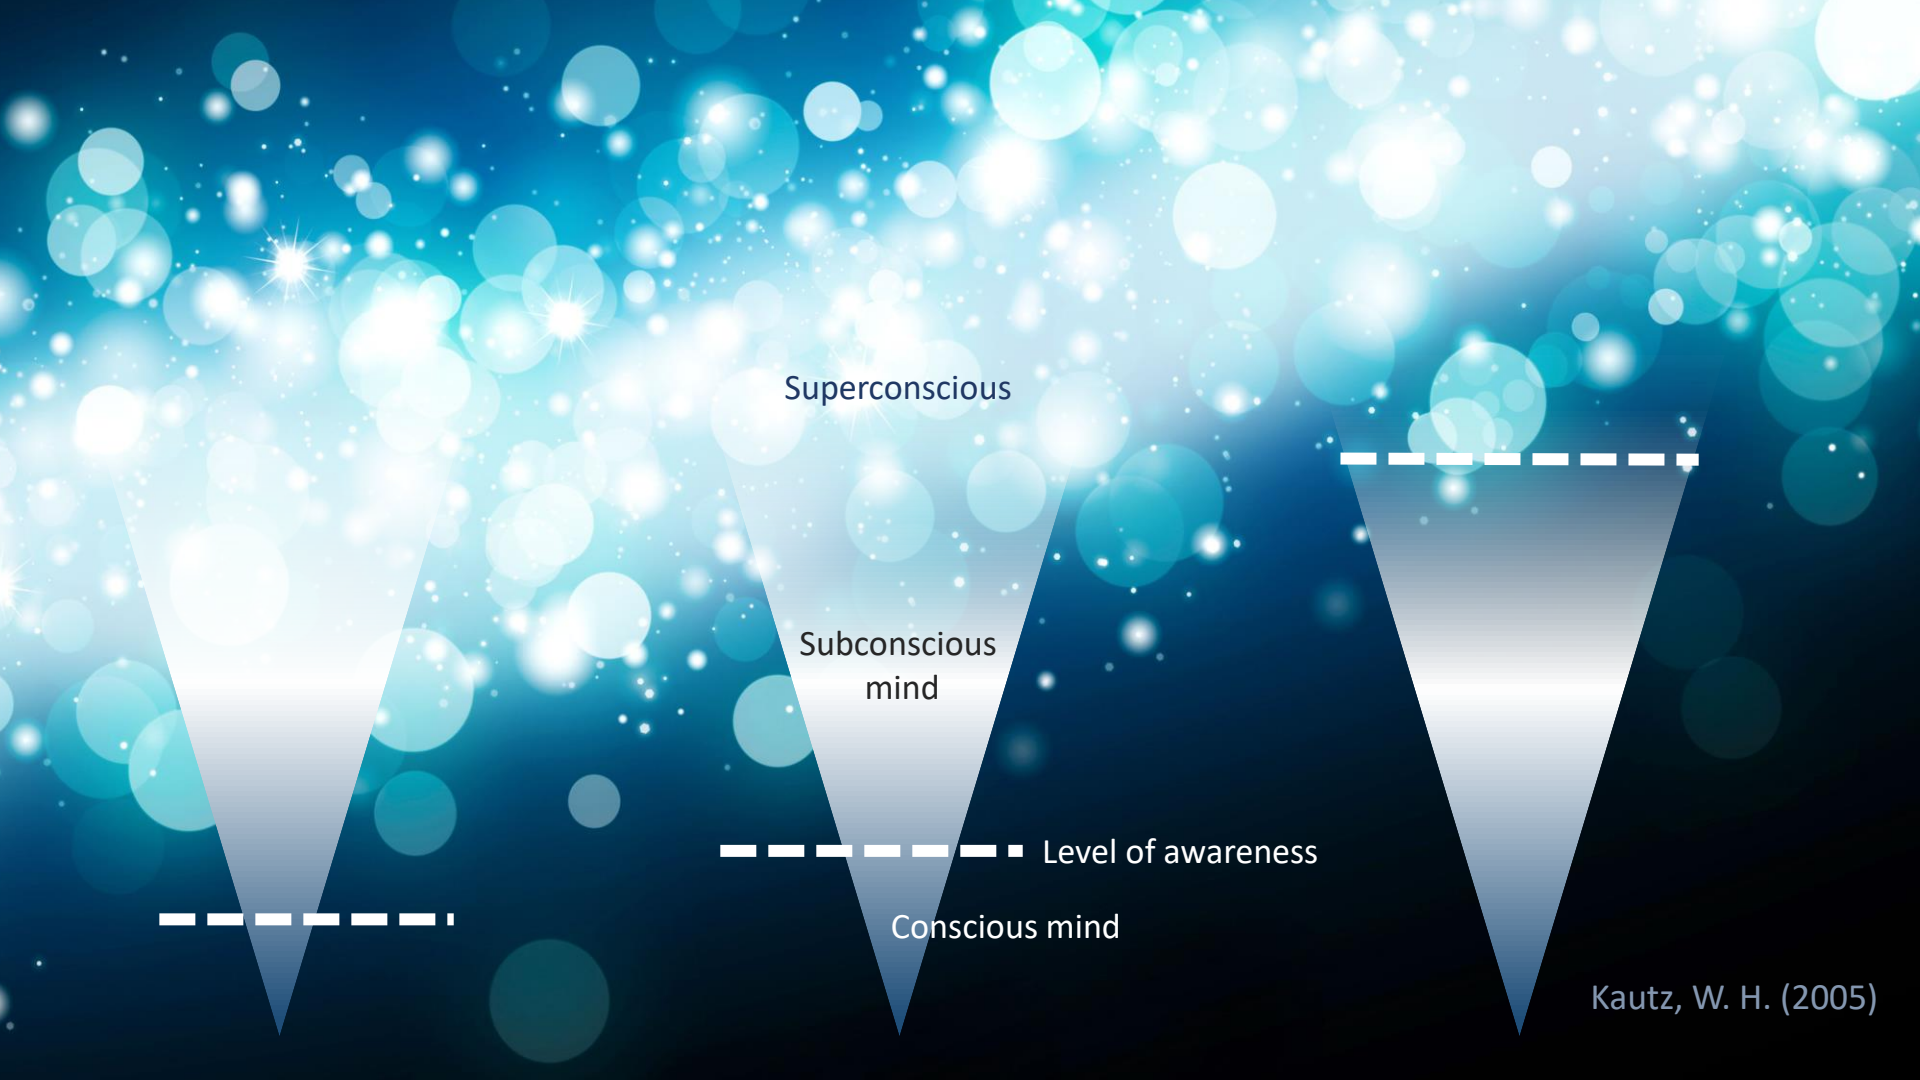 Superconscious
Subconscious
mind
Level of awareness
Conscious mind
Kautz, W. H. (2005)